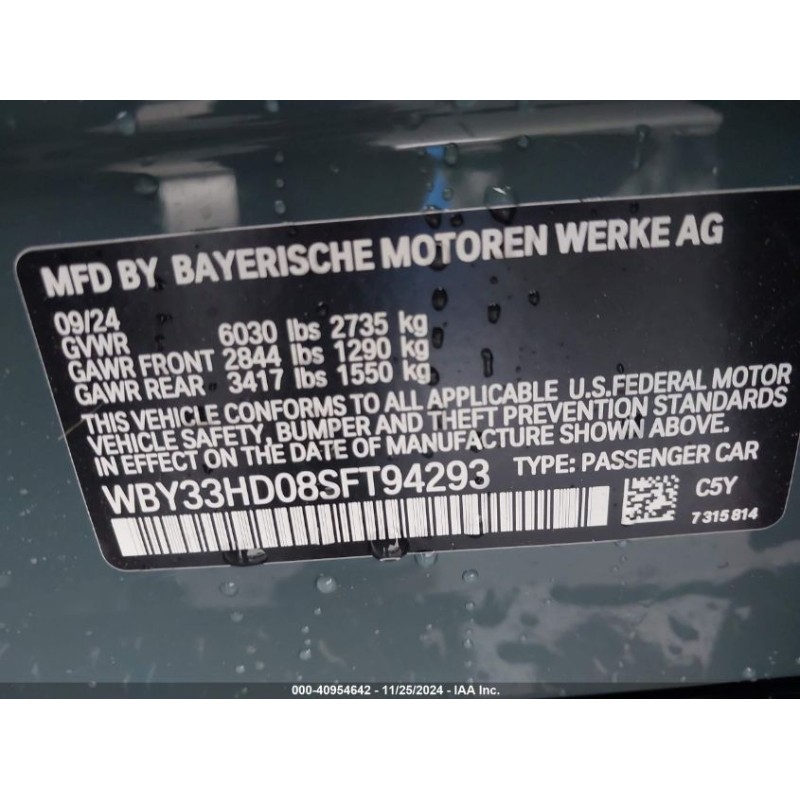 MFD BY BAYERISCHE MOTOREN WERKE AG
09/24
GVWR 6030 lbs 2735 kg
GAWR FRONT 2844 lbs 1290 kg
GAWR REAR 3417 lbs 1550 kg
THIS VEHICLE CONFORMS TO ALL APPLICABLE U.S.FEDERAL MOTOR
VEHICLE SAFETY, BUMPER AND THEFT PREVENTION STANDARDS
IN EFFECT ON THE DATE OF MANUFACTURE SHOWN ABOVE.
WBY33HD08SFT94293 TYPE: PASSENGER CAR
C5Y
7315814
000-40954642 - 11/25/2024 - IAA Inc.